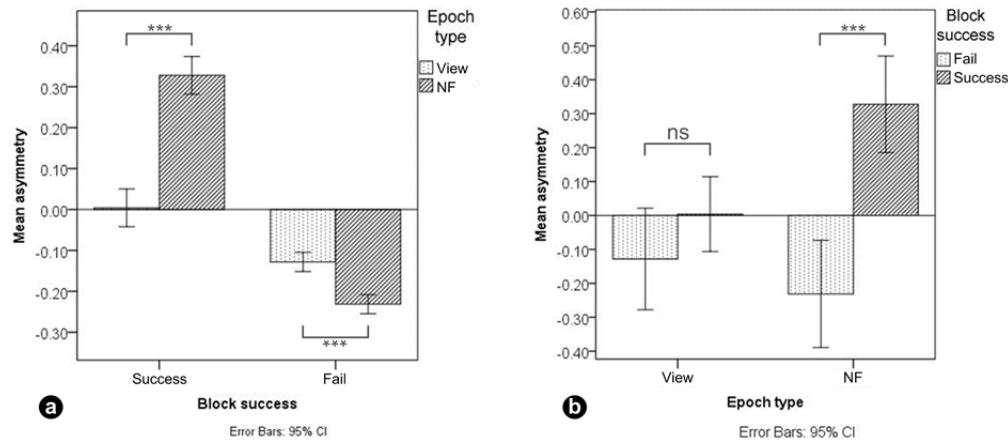 Epoch
type
View
NF
***
0.40
0.30
0.20
0.10
0.00
-0.10
-0.20
-0.30
Mean asymmetry
***
Success
Fail
Block success
a
Error Bars: 95% CI
Block
success
Fail
Success
***
ns
0.60
0.50
0.40
0.30
0.20
0.10
0.00
-0.10
-0.20
-0.30
-0.40
Mean asymmetry
View
NF
Epoch type
b
Error Bars: 95% CI